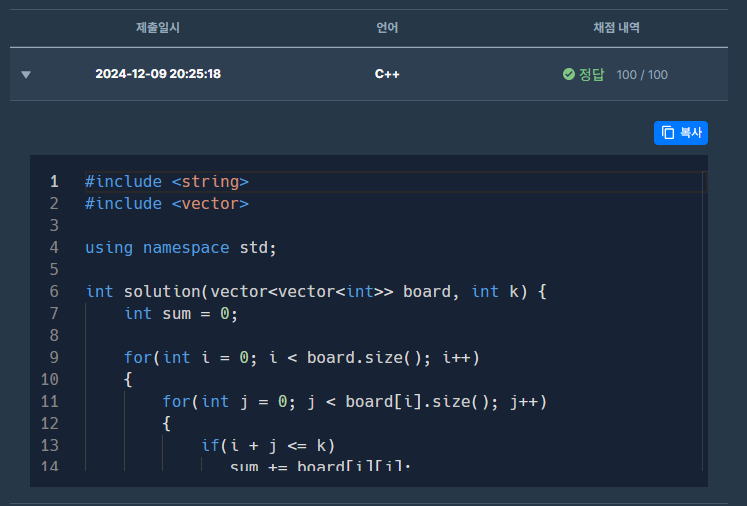 제출일시 언어 채점 내역
2024-12-09 20:25:18 C++ 정답 100 / 100
복사
1 #include <string>
2 #include <vector>
3
4 using namespace std;
5
6 int solution(vector<vector<int>> board, int k) {
7 int sum = 0;
8
9 for(int i = 0; i < board.size(); i++)
10 {
11 for(int j = 0; j < board[i].size(); j++)
12 {
13 if(i + j <= k)
14 sum += board[i][j];